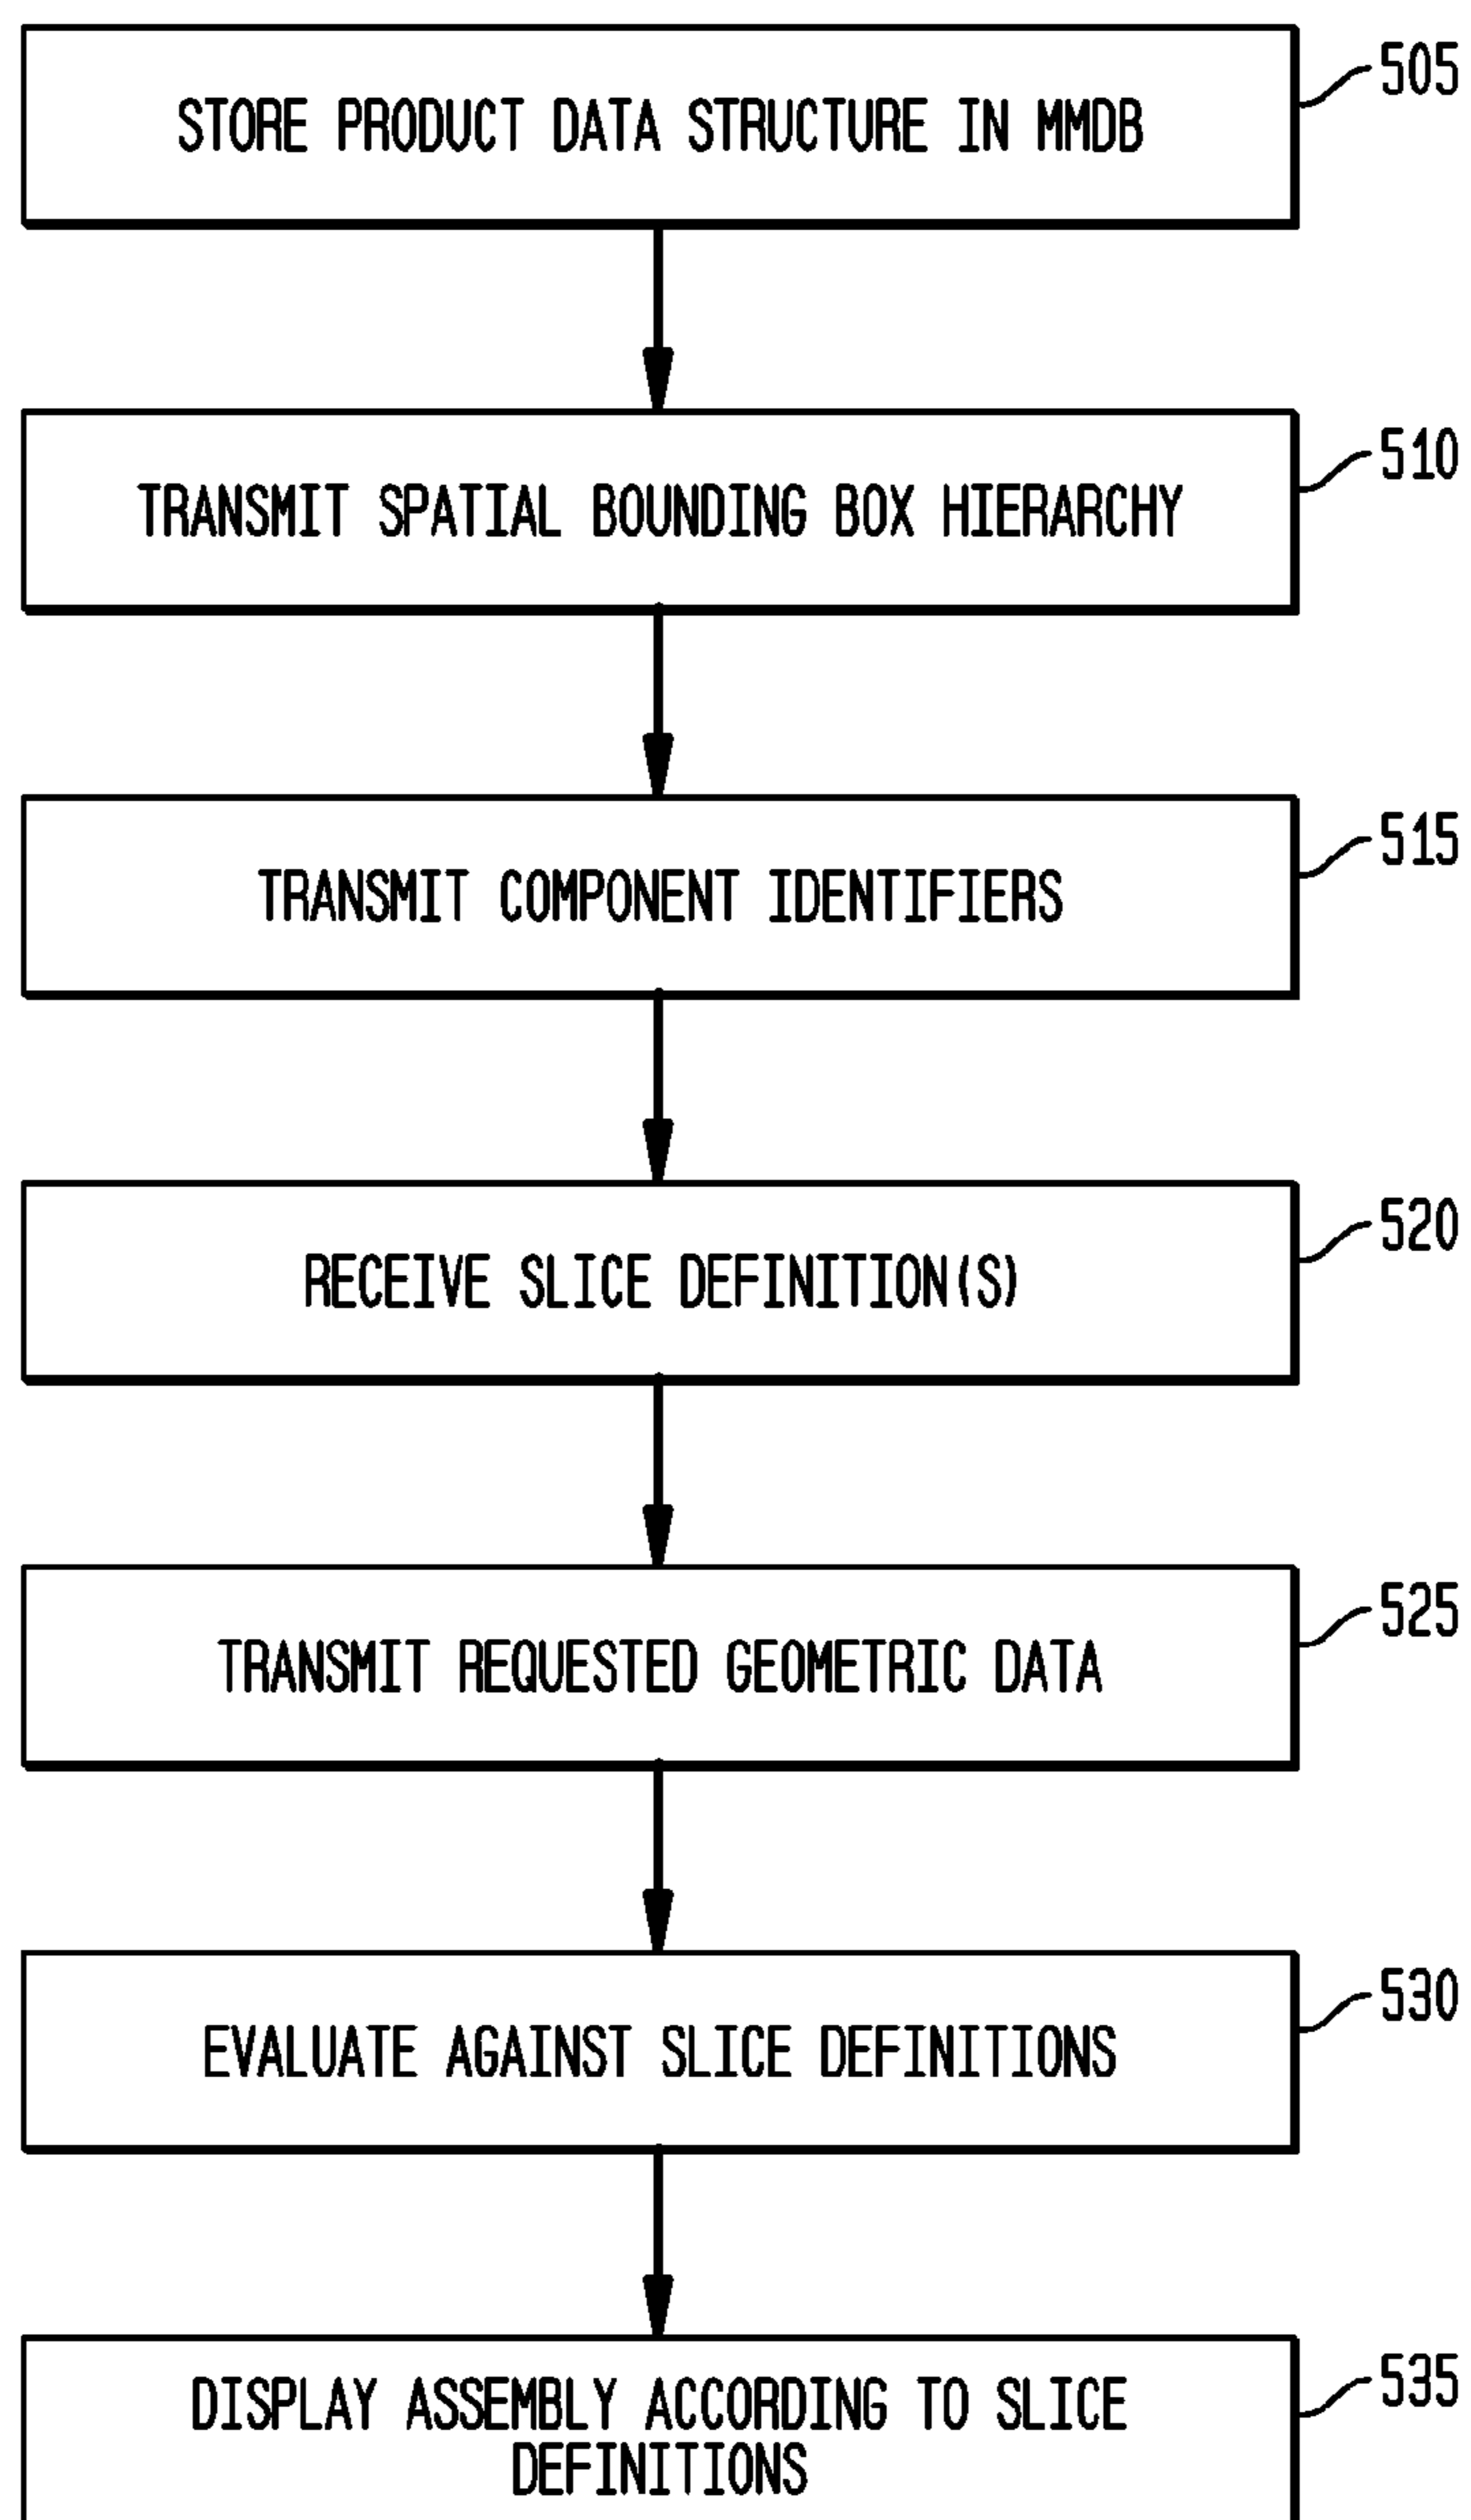 STORE PRODUCT DATA STRUCTURE IN MMDB
505
TRANSMIT SPATIAL BOUNDING BOX HIERARCHY
510
TRANSMIT COMPONENT IDENTIFIERS
515
RECEIVE SLICE DEFINITION(S)
520
TRANSMIT REQUESTED GEOMETRIC DATA
525
EVALUATE AGAINST SLICE DEFINITIONS
530
DISPLAY ASSEMBLY ACCORDING TO SLICE
DEFINITIONS
535